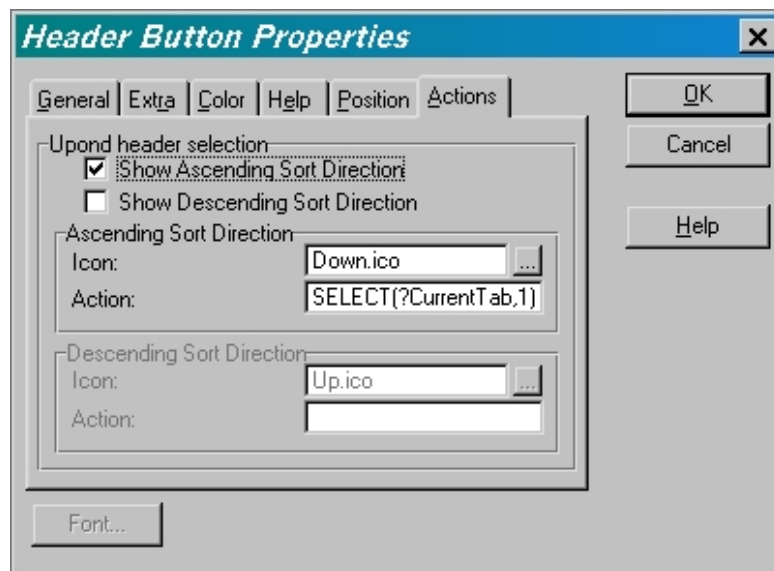 Header Button Properties
General Extra Color Help Position Actions
OK
Cancel
Help
Upond header selection
Show Ascending Sort Direction
Show Descending Sort Direction
Ascending Sort Direction
Icon: Down.ico ...
Action: SELECT(?CurrentTab,1)
Descending Sort Direction
Icon: Up.ico ...
Action:
Font...